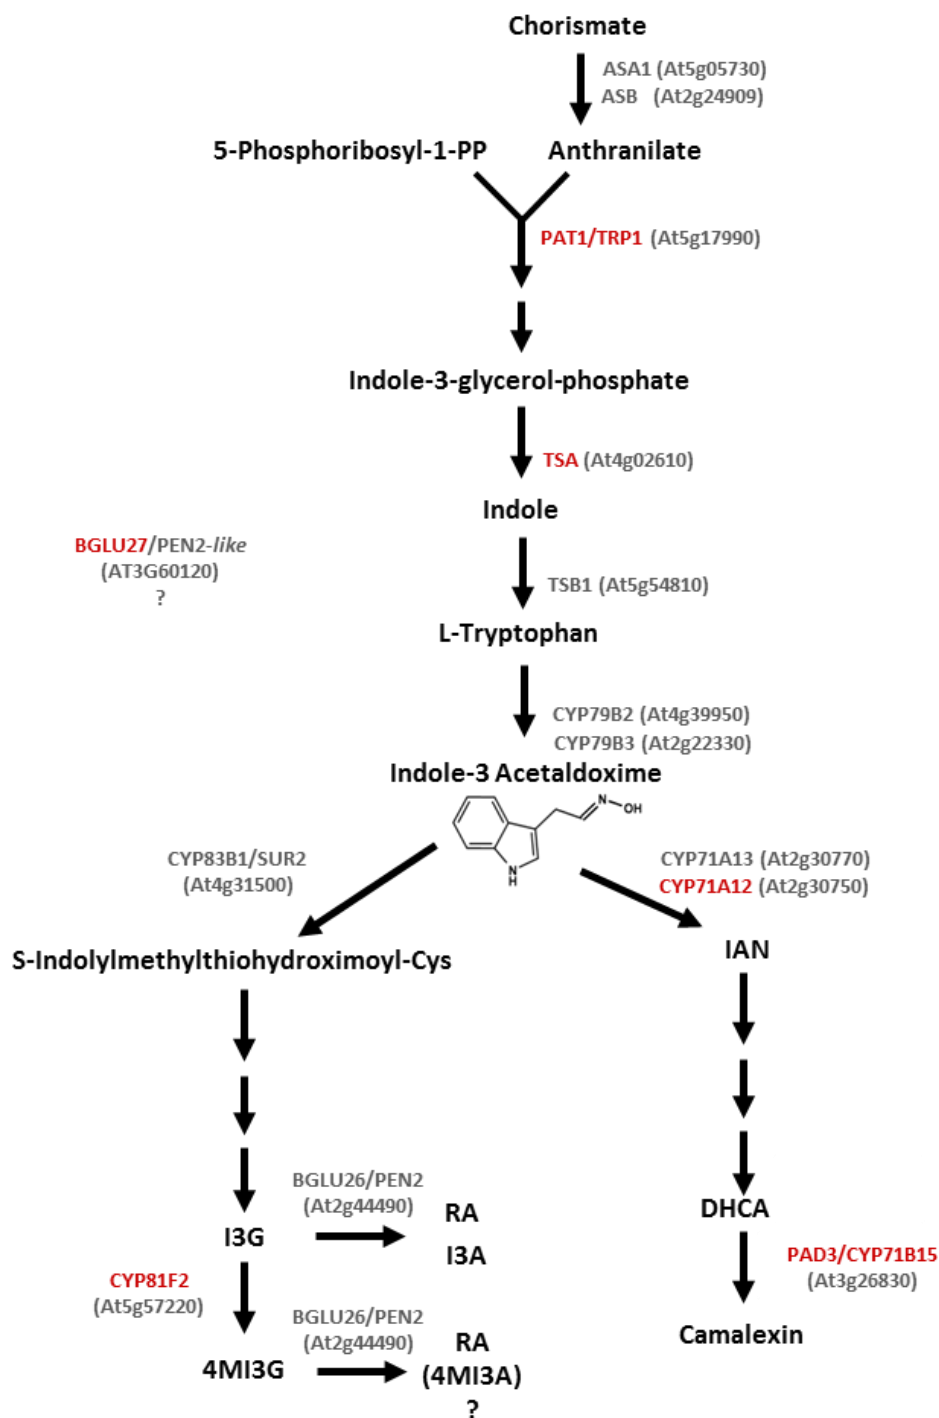 Chorismate
ASA1 (At5g05730)
ASB (At2g24909)
5-Phosphoribosyl-1-PP
Anthranilate
PAT1/TRP1 (At5g17990)
Indole-3-glycerol-phosphate
TSA (At4g02610)
Indole
BGLU27/PEN2-like
(AT3G60120)
?
TSB1 (At5g54810)
L-Tryptophan
CYP79B2 (At4g39950)
CYP79B3 (At2g22330)
Indole-3 Acetaldoxime
N
OH
N
H
CYP83B1/SUR2
(At4g31500)
CYP71A13 (At2g30770)
CYP71A12 (At2g30750)
S-Indolylmethylthiohydroximoyl-Cys
IAN
BGLU26/PEN2
(At2g44490)
I3G
RA
I3A
DHCA
CYP81F2
(At5g57220)
PAD3/CYP71B15
(At3g26830)
BGLU26/PEN2
(At2g44490)
4MI3G
RA
(4MI3A)
?
Camalexin